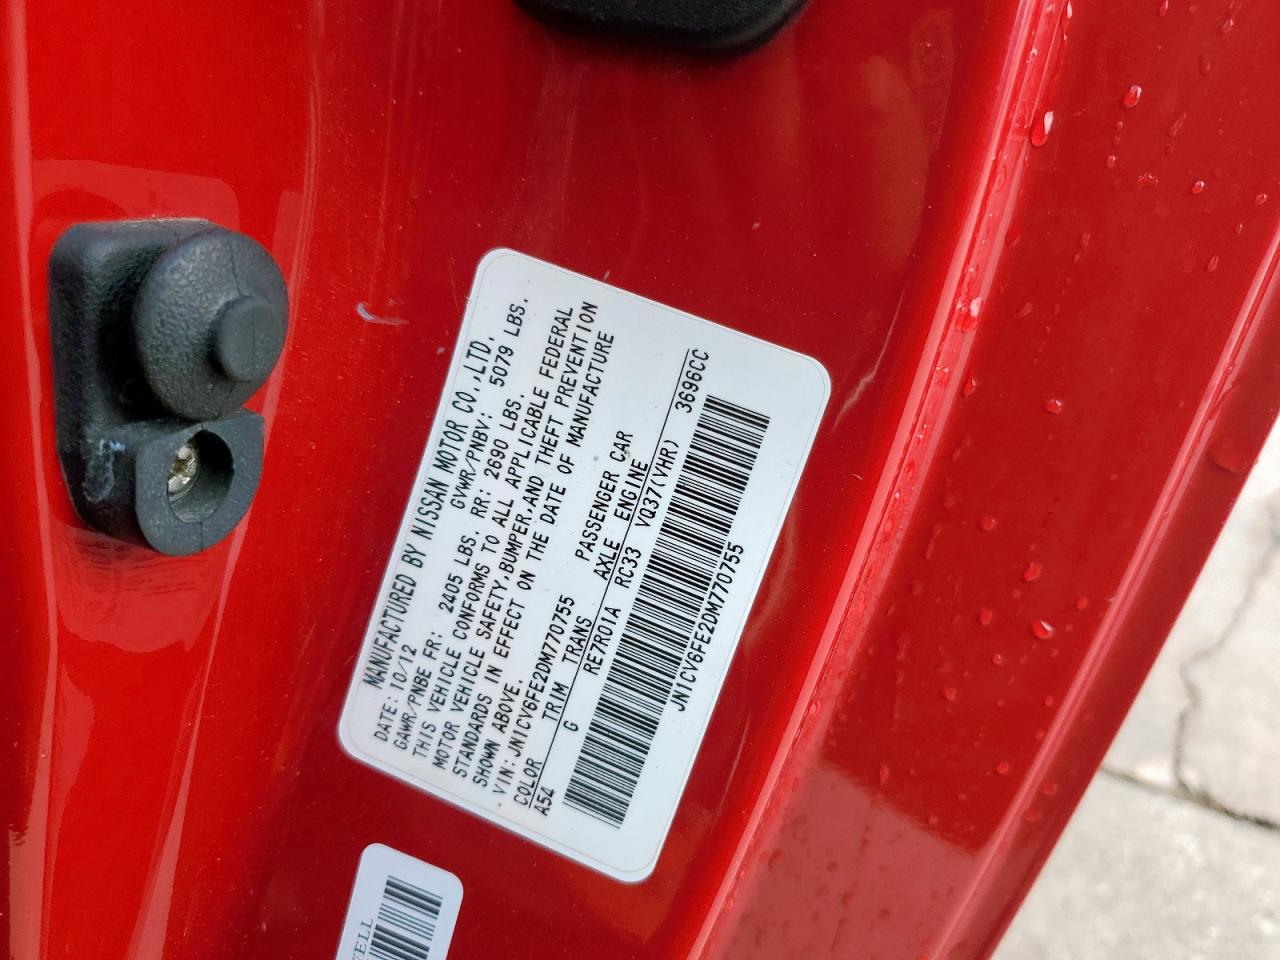 MANUFACTURED BY NISSAN MOTOR CO.,LTD.
DATE: 10/12 GVWR/PNBV: 5079 LBS.
GAWR/PNBE FR: 2405 LBS. RR: 2690 LBS.
THIS VEHICLE CONFORMS TO ALL APPLICABLE FEDERAL
MOTOR VEHICLE SAFETY,BUMPER,AND THEFT PREVENTION
STANDARDS IN EFFECT ON THE DATE OF MANUFACTURE
SHOWN ABOVE.
VIN:JN1CV6FE2DM770755 PASSENGER CAR
COLOR TRIM TRANS AXLE ENGINE
A54 G RE7R01A RC33 VQ37(VHR) 3696CC
JN1CV6FE2DM770755